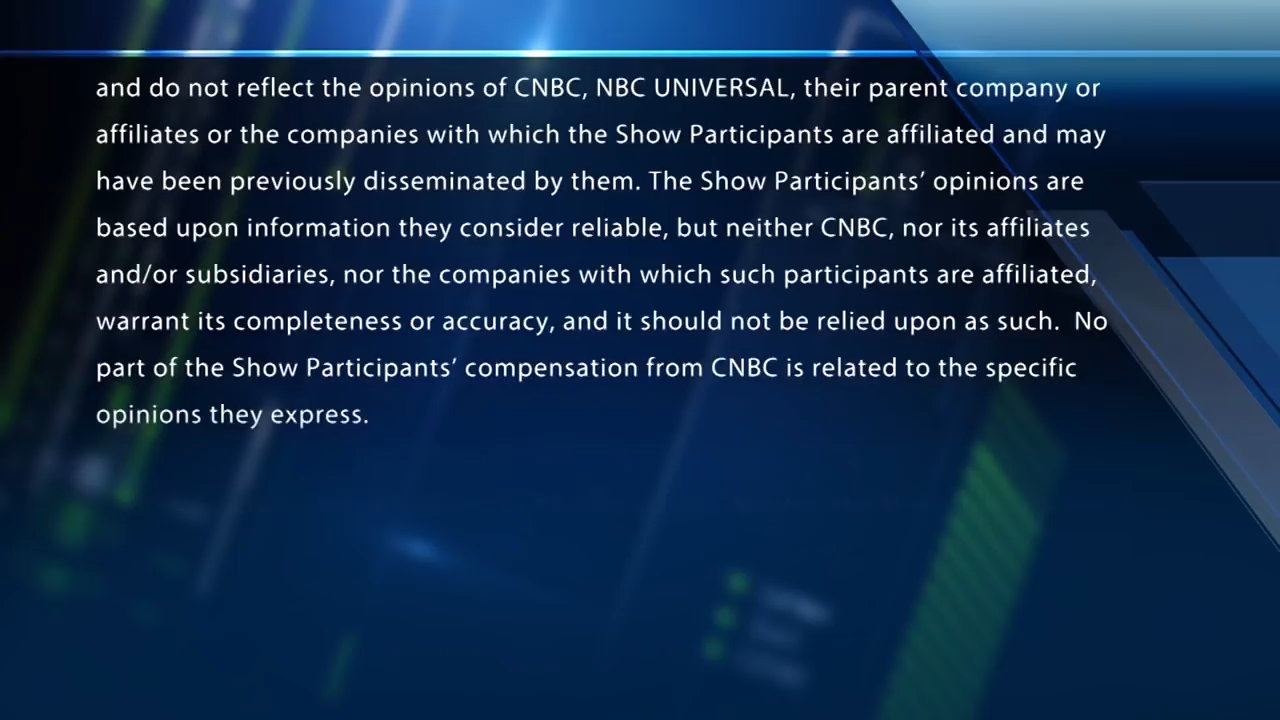 and do not reflect the opinions of CNBC, NBC UNIVERSAL, their parent company or
affiliates or the companies with which the Show Participants are affiliated and may
have been previously disseminated by them. The Show Participants’ opinions are
based upon information they consider reliable, but neither CNBC, nor its affiliates
and/or subsidiaries, nor the companies with which such participants are affiliated,
warrant its completeness or accuracy, and it should not be relied upon as such.  No
part of the Show Participants’ compensation from CNBC is related to the specific
opinions they express.